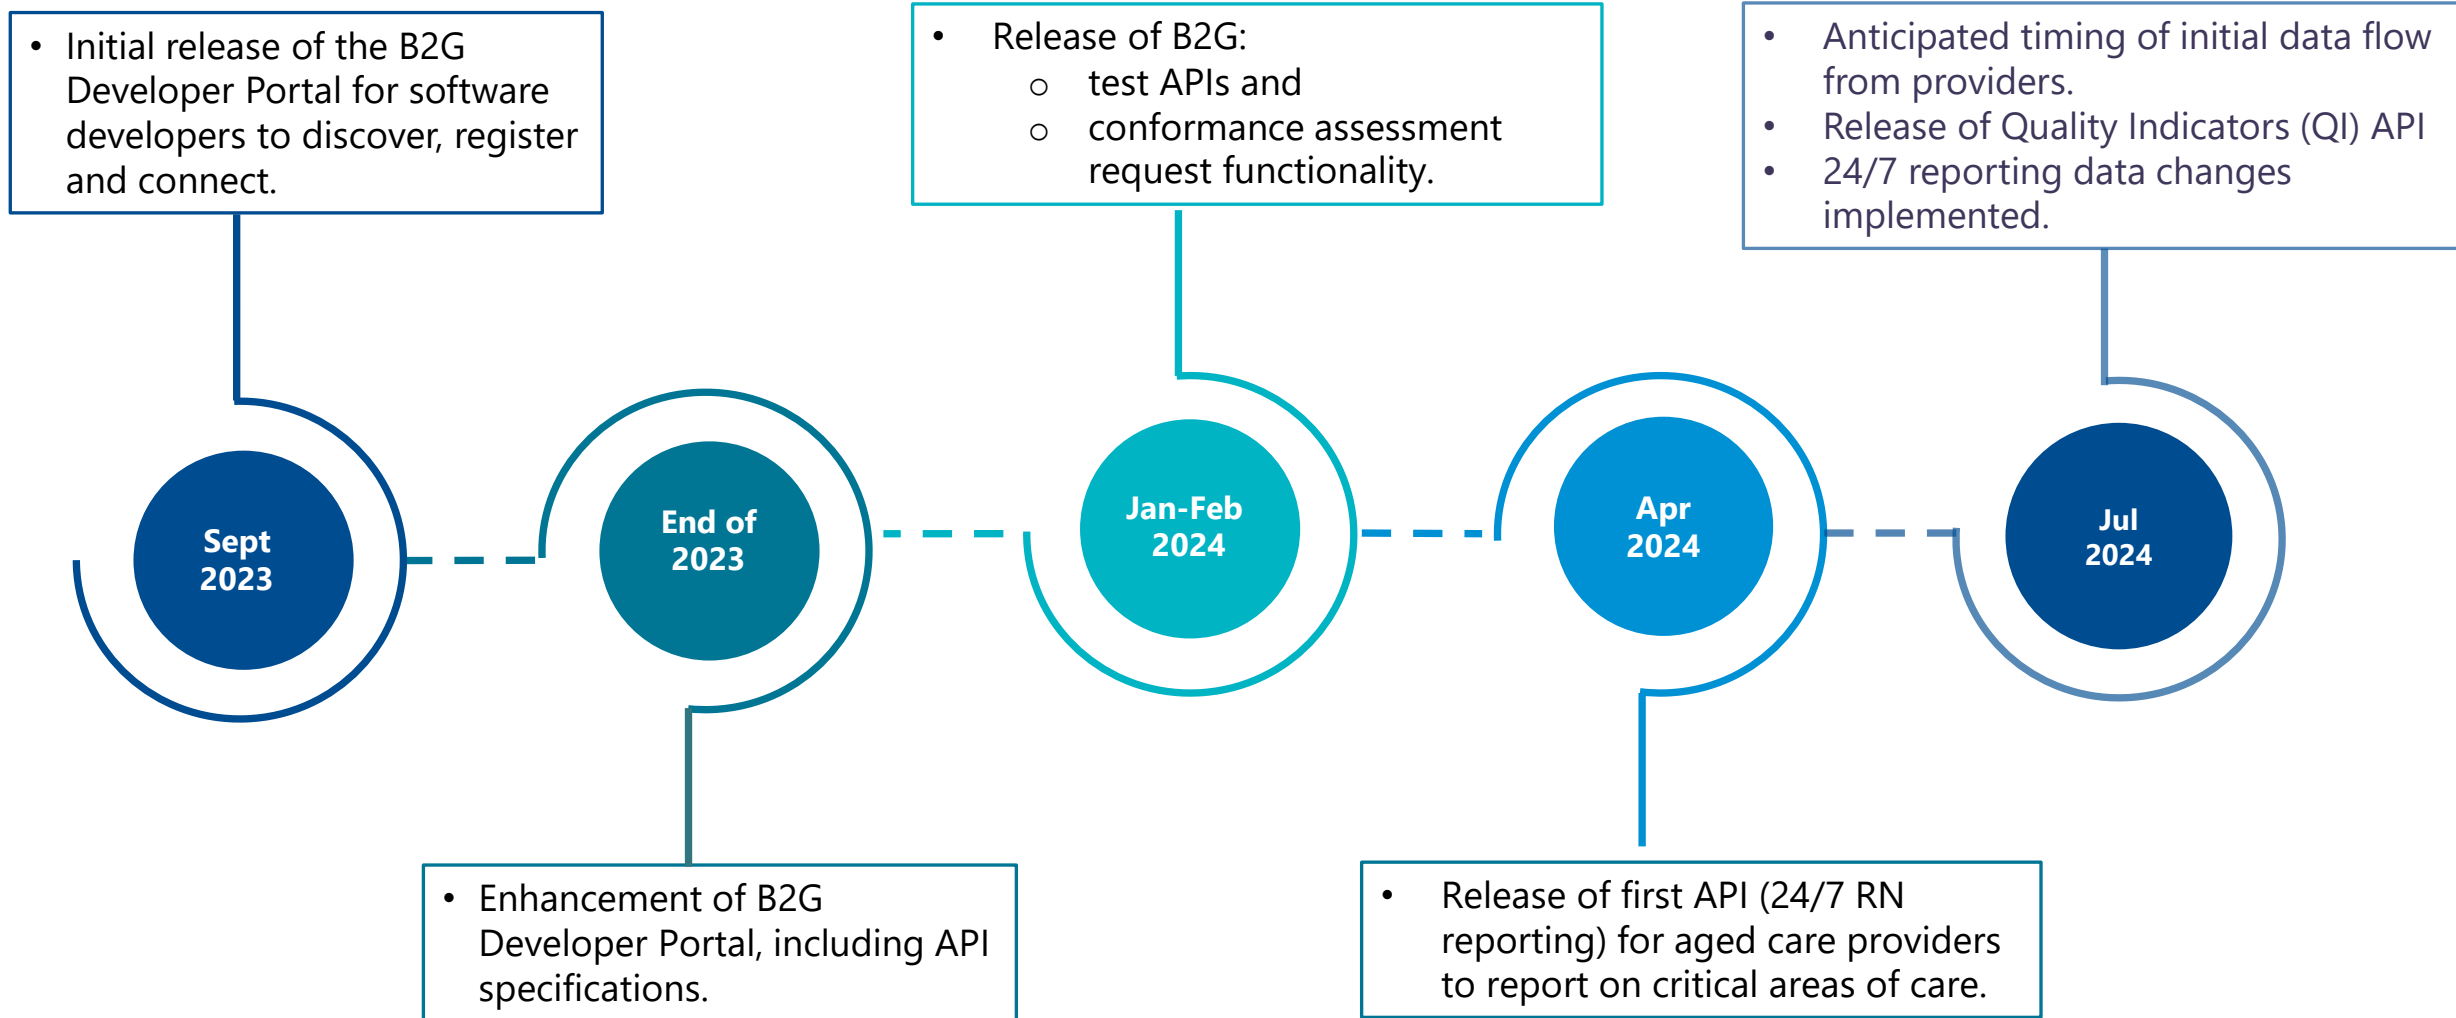 • Initial release of the B2G
Developer Portal for software
developers to discover, register
and connect.
• Release of B2G:
o test APIs and
o conformance assessment
request functionality.
• Anticipated timing of initial data flow
from providers.
• Release of Quality Indicators (QI) API
• 24/7 reporting data changes
implemented.
Sept
2023
End of
2023
Jan-Feb
2024
Apr
2024
Jul
2024
• Enhancement of B2G
Developer Portal, including API
specifications.
• Release of first API (24/7 RN
reporting) for aged care providers
to report on critical areas of care.